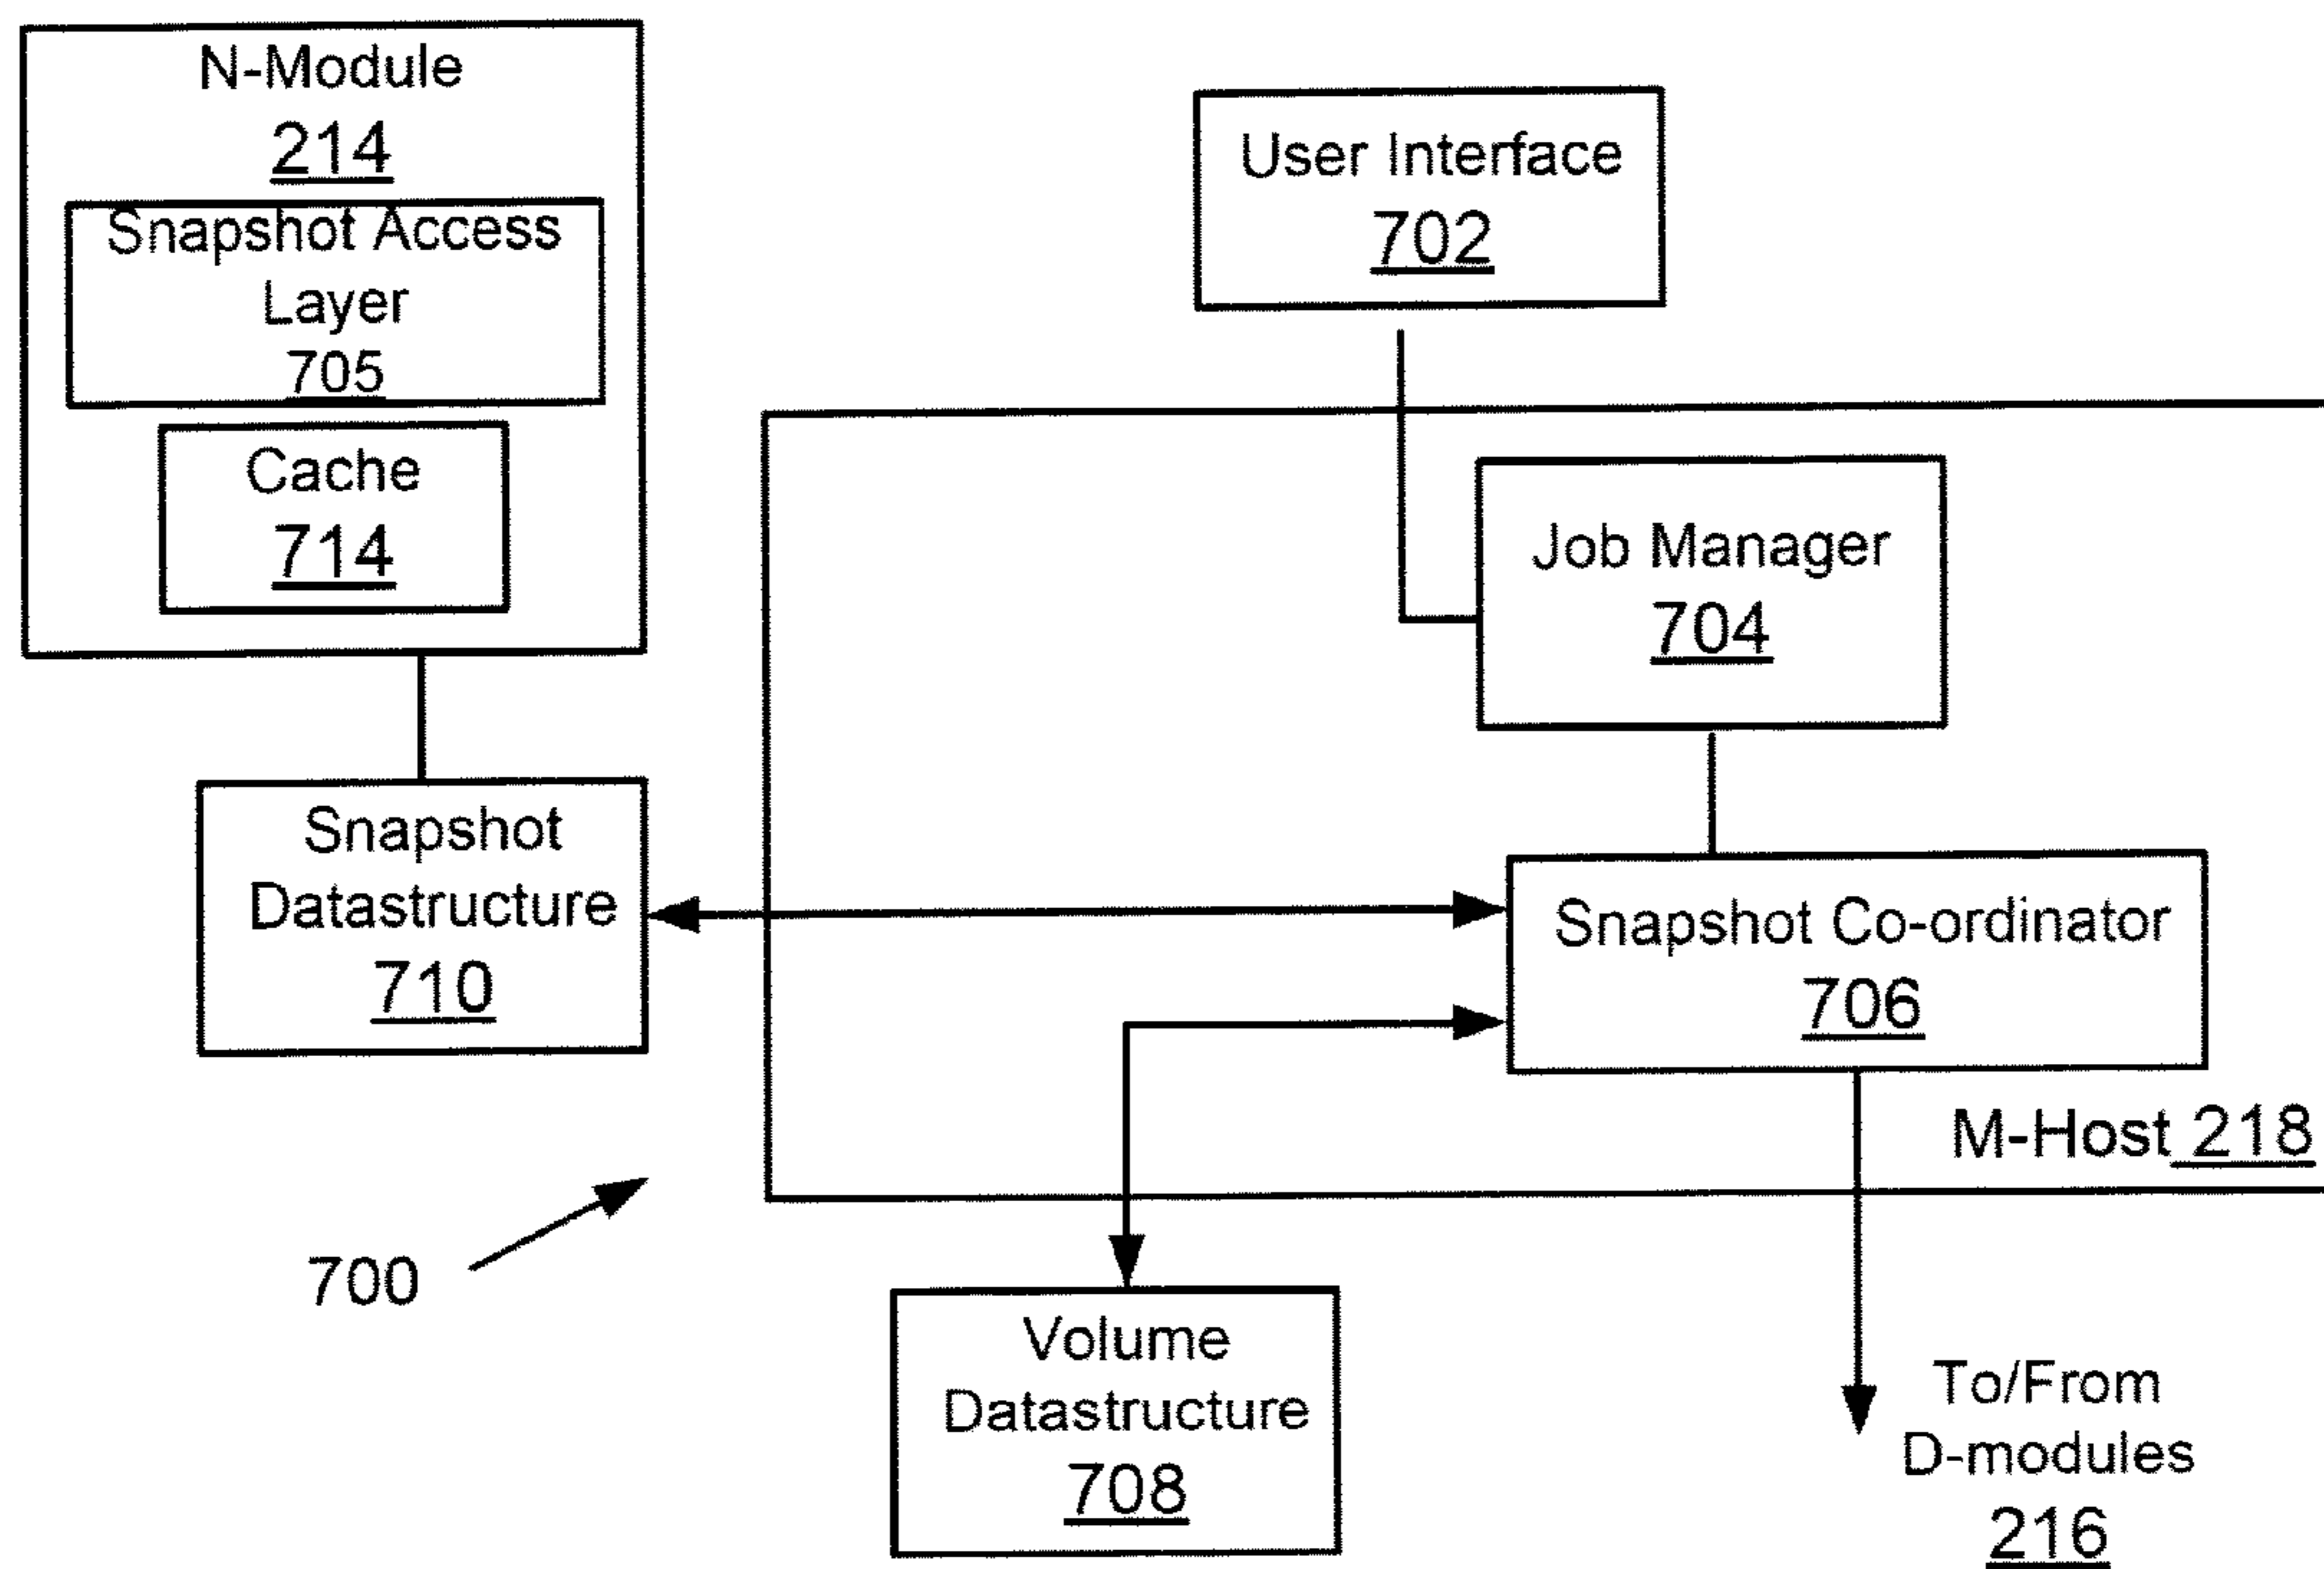 N-Module
214
Snapshot Access
Layer
705
Cache
714
User Interface
702
Job Manager
704
Snapshot
Datastructure
710
Snapshot Co-ordinator
706
M-Host 218
700
Volume
Datastructure
708
To/From
D-modules
216